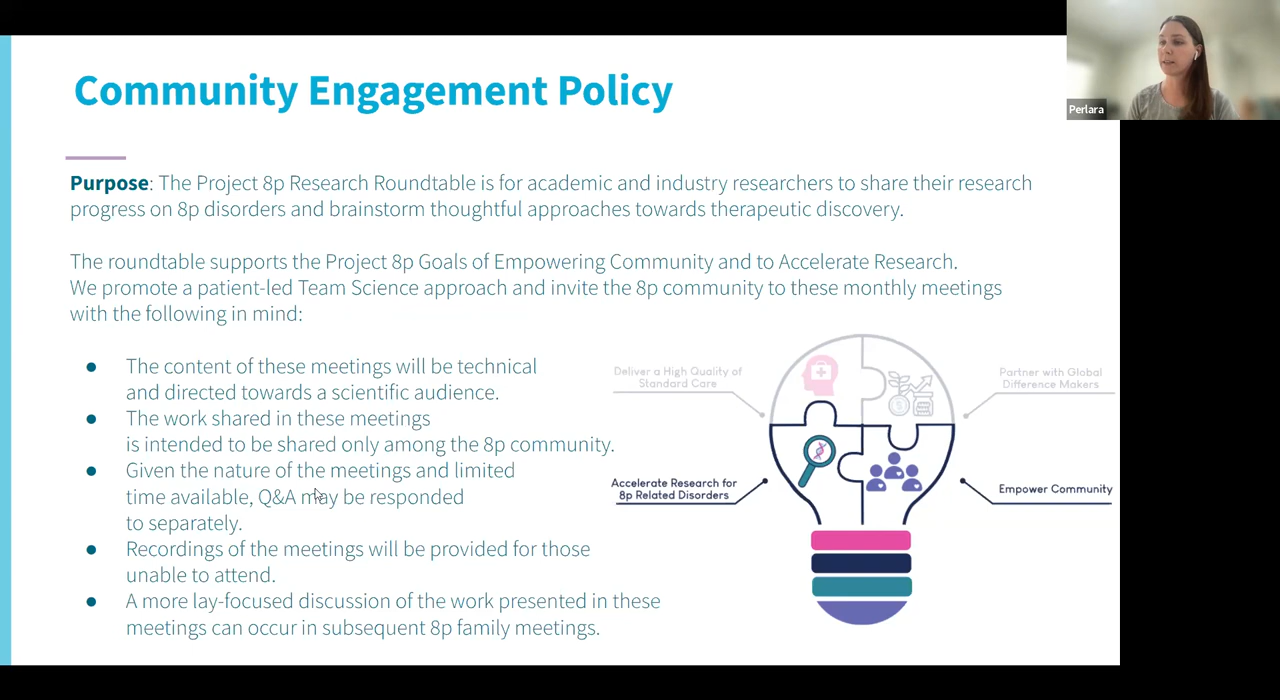 Community Engagement Policy
Perlara
Purpose: The Project 8p Research Roundtable is for academic and industry researchers to share their research
progress on 8p disorders and brainstorm thoughtful approaches towards therapeutic discovery.
The roundtable supports the Project 8p Goals of Empowering Community and to Accelerate Research.
We promote a patient-led Team Science approach and invite the 8p community to these monthly meetings
with the following in mind:
● The content of these meetings will be technical
and directed towards a scientific audience.
● The work shared in these meetings
is intended to be shared only among the 8p community.
● Given the nature of the meetings and limited
time available, Q&A may be responded
to separately.
● Recordings of the meetings will be provided for those
unable to attend.
● A more lay-focused discussion of the work presented in these
meetings can occur in subsequent 8p family meetings.
Deliver a High Quality of
Standard Care
Partner with Global
Difference Makers
Accelerate Research for
8p Related Disorders
Empower Community